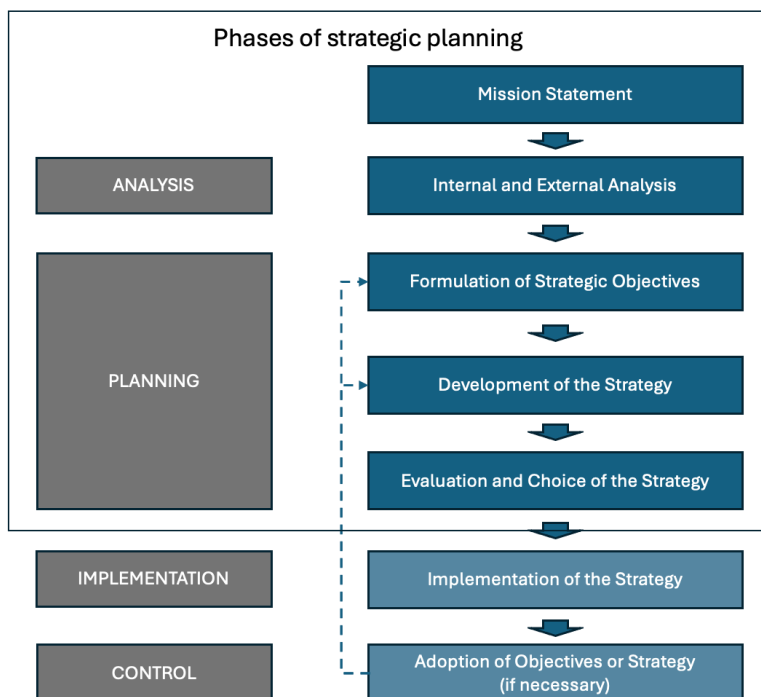 Phases of strategic planning
Mission Statement
ANALYSIS
Internal and External Analysis
Formulation of Strategic Objectives
PLANNING
Development of the Strategy
Evaluation and Choice of the Strategy
IMPLEMENTATION
Implementation of the Strategy
CONTROL
Adoption of Objectives or Strategy
(if necessary)